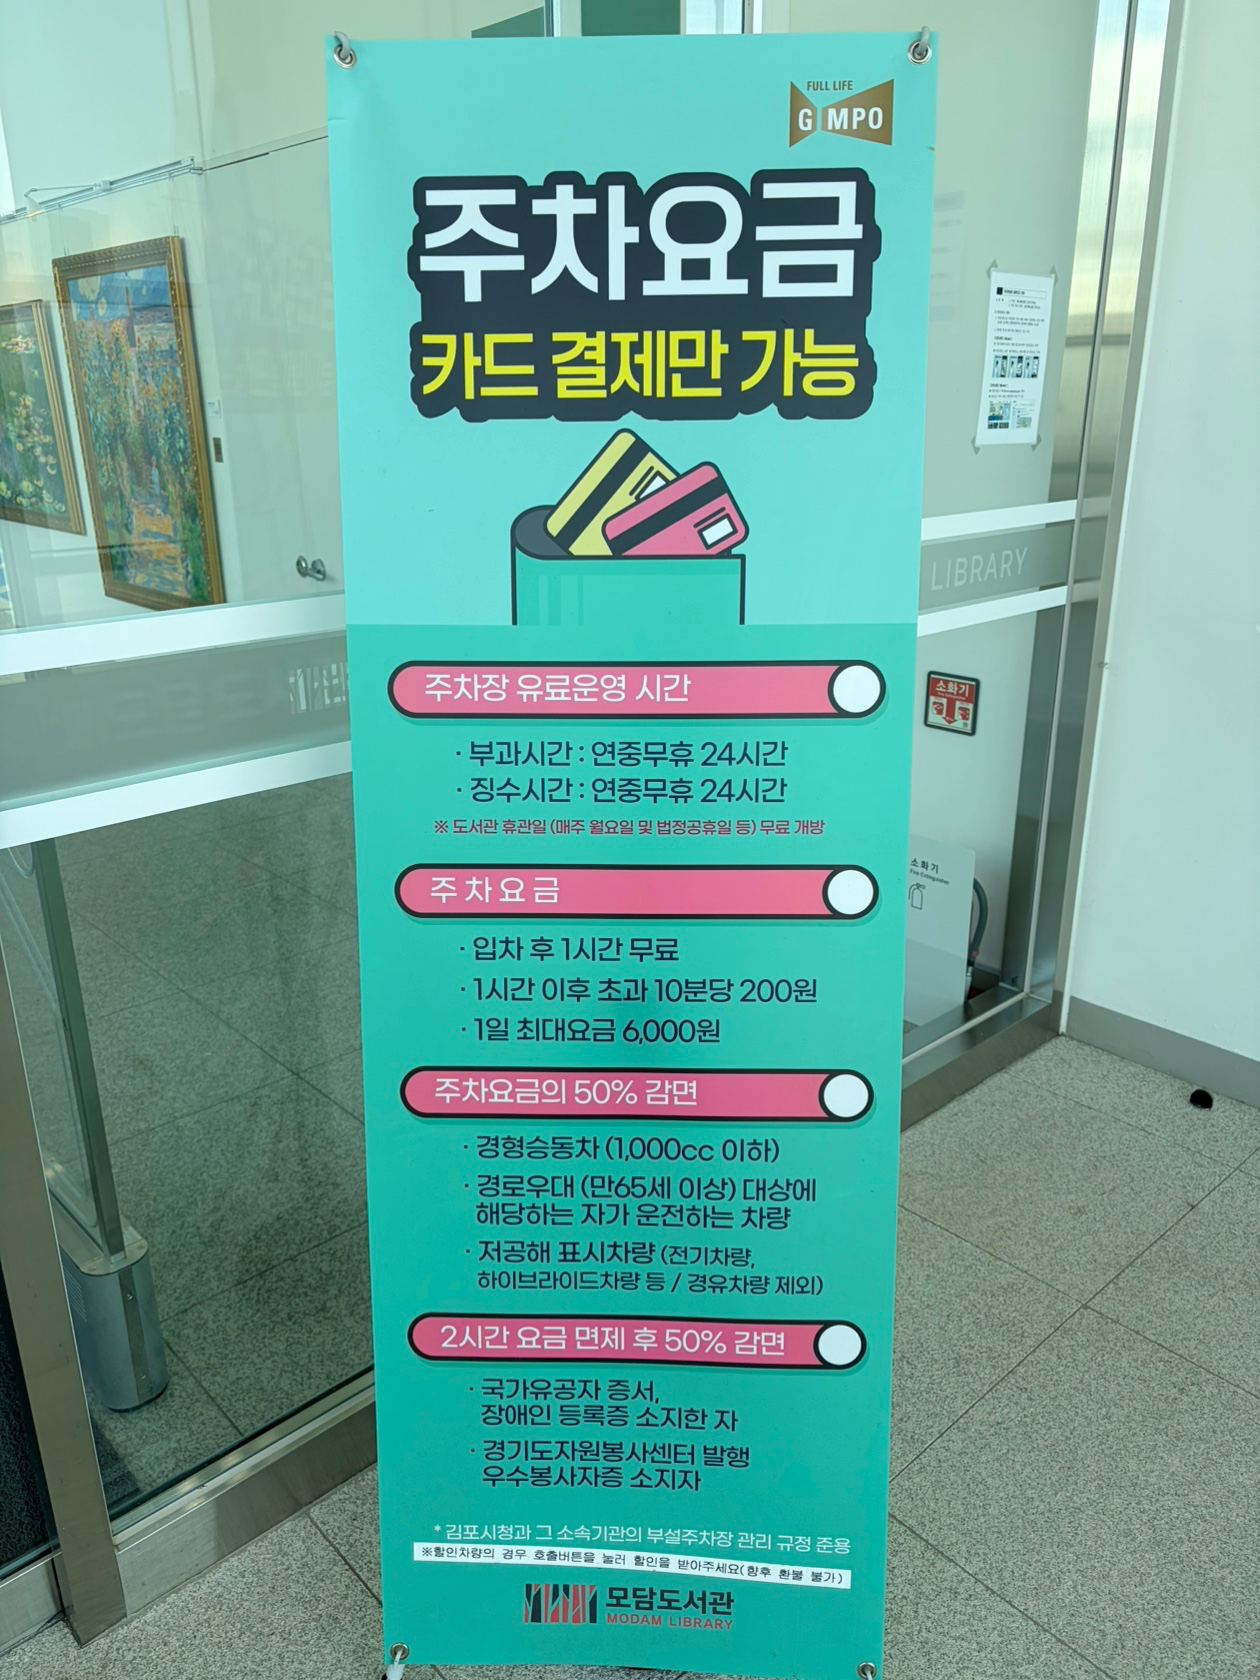 FULL LIFE
GIMPO
주차요금
카드 결제만 가능
주차장 유료운영 시간
· 부과시간 : 연중무휴 24시간
· 징수시간 : 연중무휴 24시간
※ 도서관 휴관일 (매주 월요일 및 법정공휴일 등) 무료 개방
주차요금
· 입차 후 1시간 무료
· 1시간 이후 초과 10분당 200원
· 1일 최대요금 6,000원
주차요금의 50% 감면
· 경형승동차 (1,000cc 이하)
· 경로우대 (만65세 이상) 대상에
해당하는 자가 운전하는 차량
· 저공해 표시차량 (전기차량,
하이브라이드차량 등 / 경유차량 제외)
2시간 요금 면제 후 50% 감면
· 국가유공자 증서,
장애인 등록증 소지한 자
· 경기도자원봉사센터 발행
우수봉사자증 소지자
* 김포시청과 그 소속기관의 부설주차장 관리 규정 준용
※할인차량의 경우 호출버튼을 눌러 할인을 받아주세요(향후 환불 불가)
모담도서관
MODAM LIBRARY
LIBRARY
소화기
소화기
Fire Extinguisher